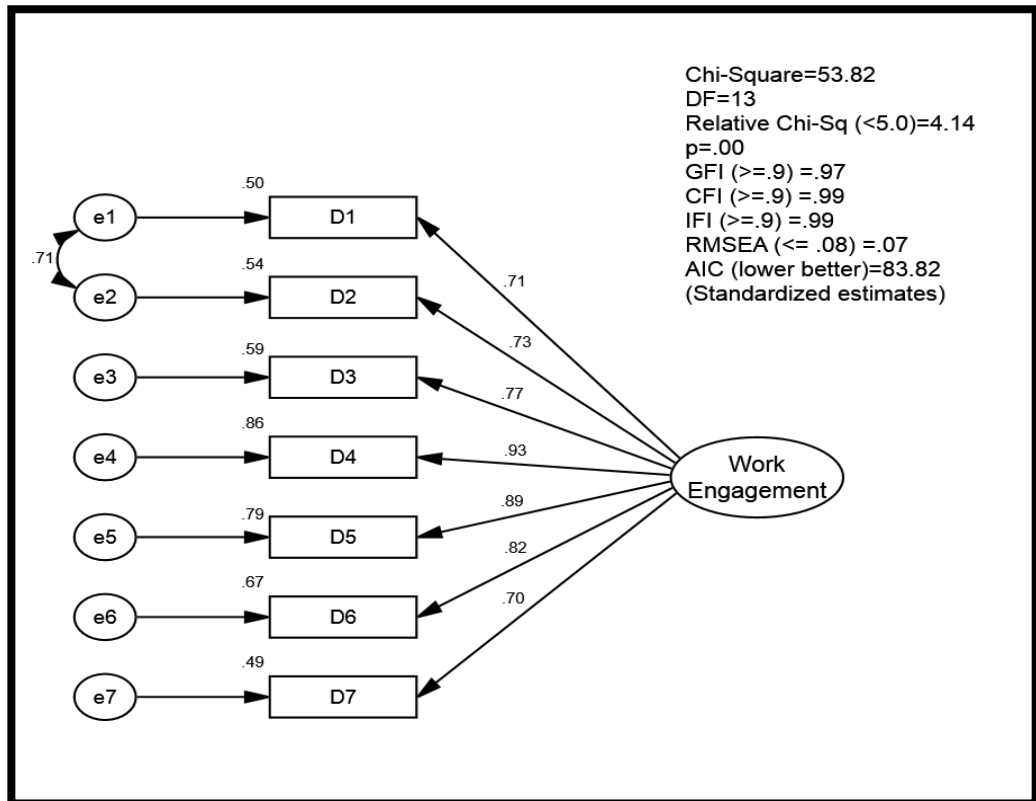 Chi-Square=53.82
DF=13
Relative Chi-Sq (<5.0)=4.14
p=.00
GFI (>=.9) =.97
CFI (>=.9) =.99
IFI (>=.9) =.99
RMSEA (<= .08) =.07
AIC (lower better)=83.82
(Standardized estimates)
.50
e1
D1
.71
.71
.54
e2
D2
.73
.59
e3
D3
.77
.86
e4
D4
.93
Work
Engagement
.79
e5
D5
.89
.67
e6
D6
.82
.49
e7
D7
.70